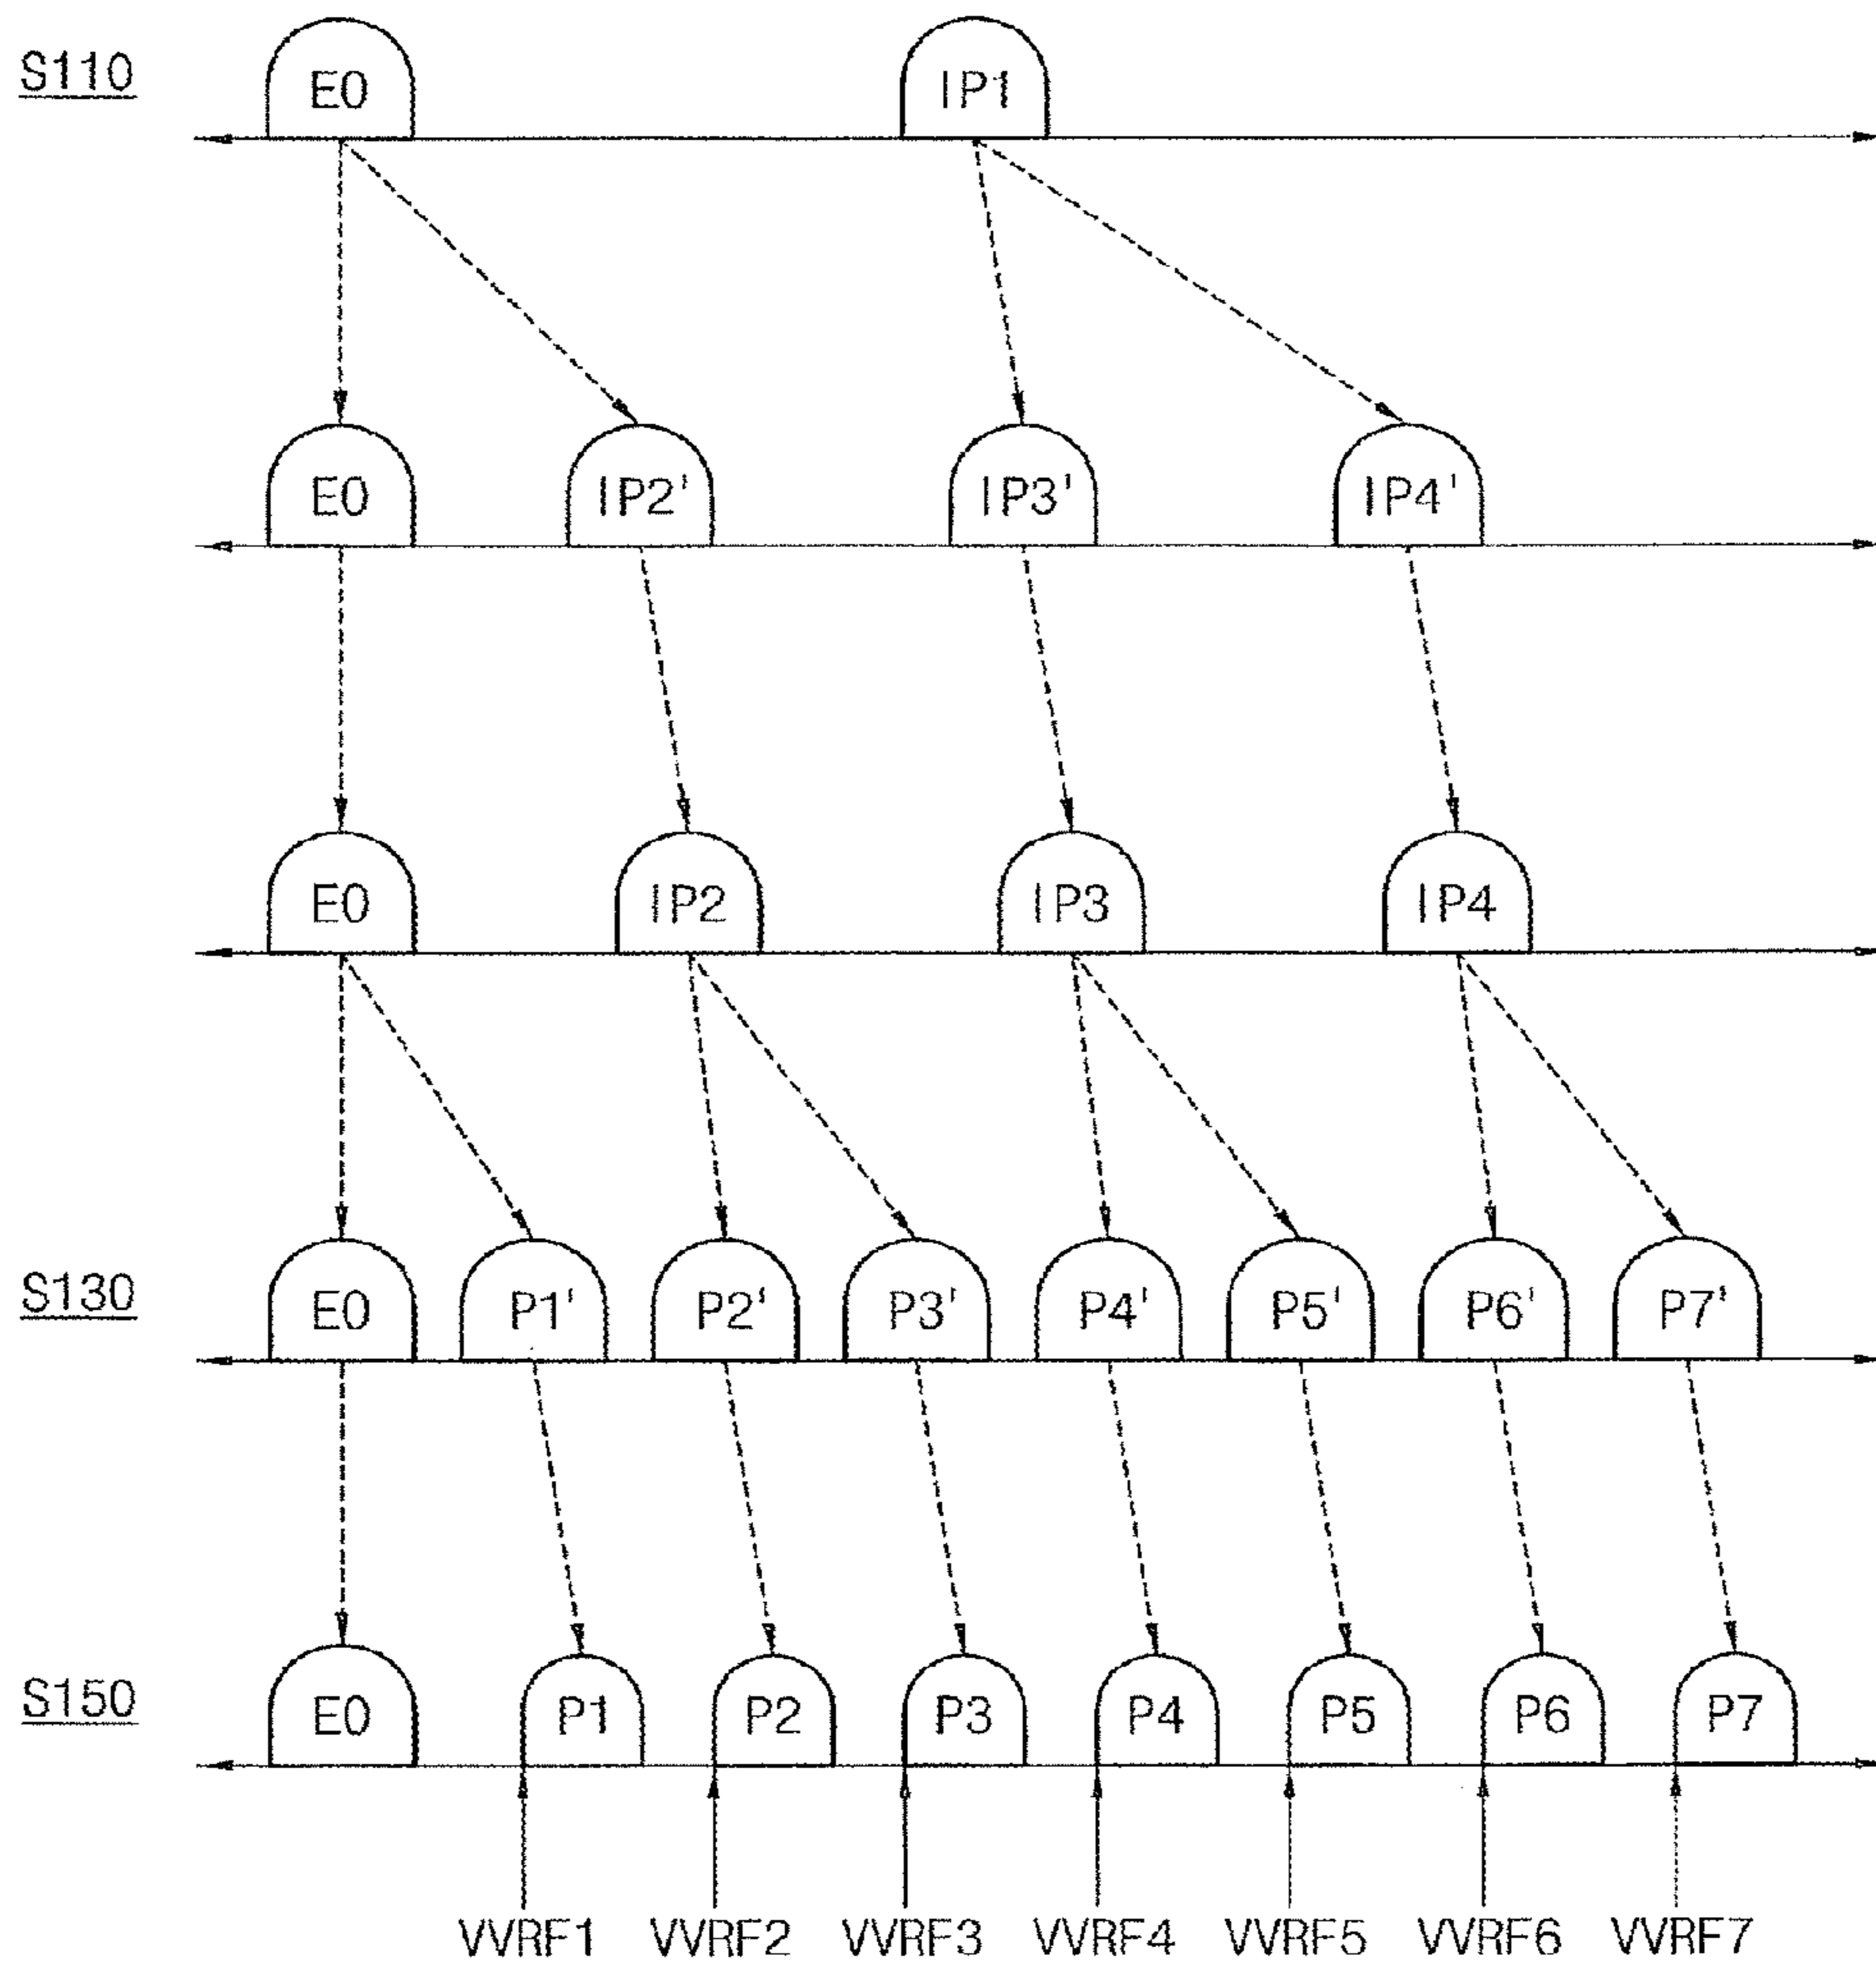 S110 E0 IP1
E0 IP2' IP3' IP4'
E0 IP2 IP3 IP4
S130 E0 P1' P2' P3' P4' P5' P6' P7'
S150 E0 P1 P2 P3 P4 P5 P6 P7
VVRF1 VVRF2 VVRF3 VVRF4 VVRF5 VVRF6 VVRF7